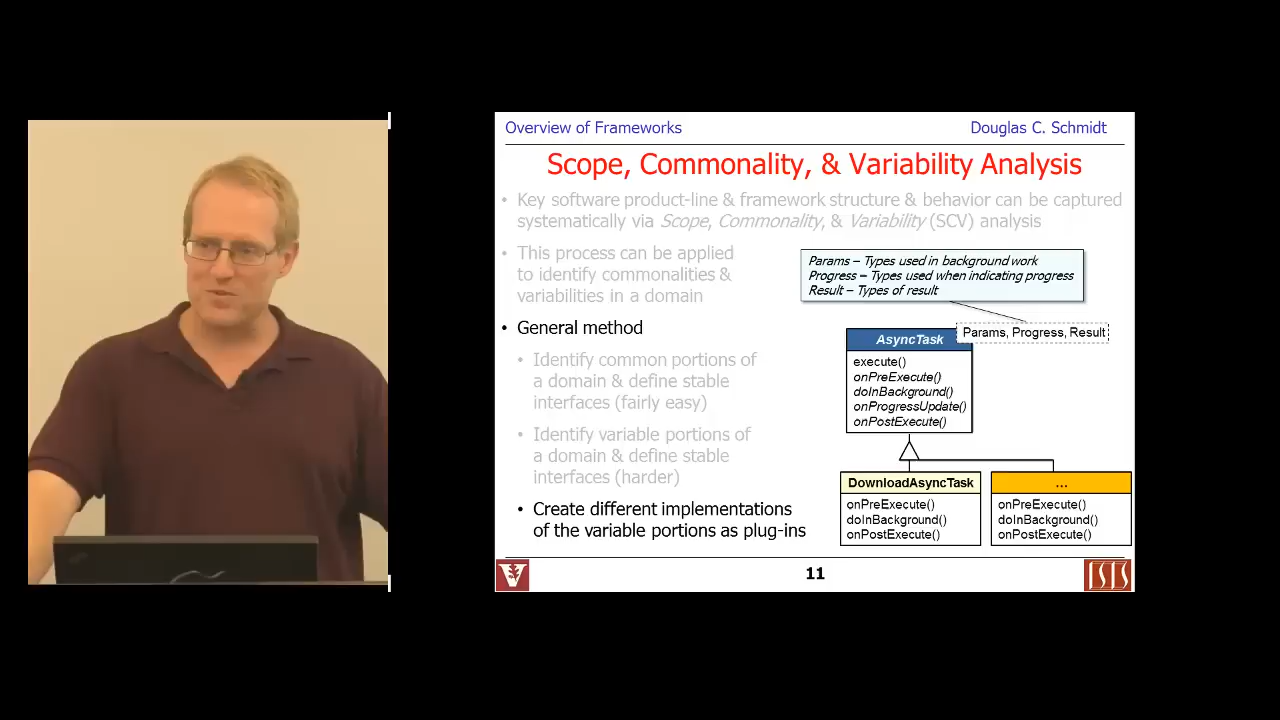 Overview of Frameworks
Douglas C. Schmidt
Scope, Commonality, & Variability Analysis
• Key software product-line & framework structure & behavior can be captured
systematically via Scope, Commonality, & Variability (SCV) analysis
• This process can be applied
to identify commonalities &
variabilities in a domain
• General method
• Identify common portions of
a domain & define stable
interfaces (fairly easy)
• Identify variable portions of
a domain & define stable
interfaces (harder)
• Create different implementations
of the variable portions as plug-ins
Params – Types used in background work
Progress – Types used when indicating progress
Result – Types of result
Params, Progress, Result
AsyncTask
execute()
onPreExecute()
doInBackground()
onProgressUpdate()
onPostExecute()
DownloadAsyncTask
onPreExecute()
doInBackground()
onPostExecute()
...
onPreExecute()
doInBackground()
onPostExecute()
V
11
ISIS